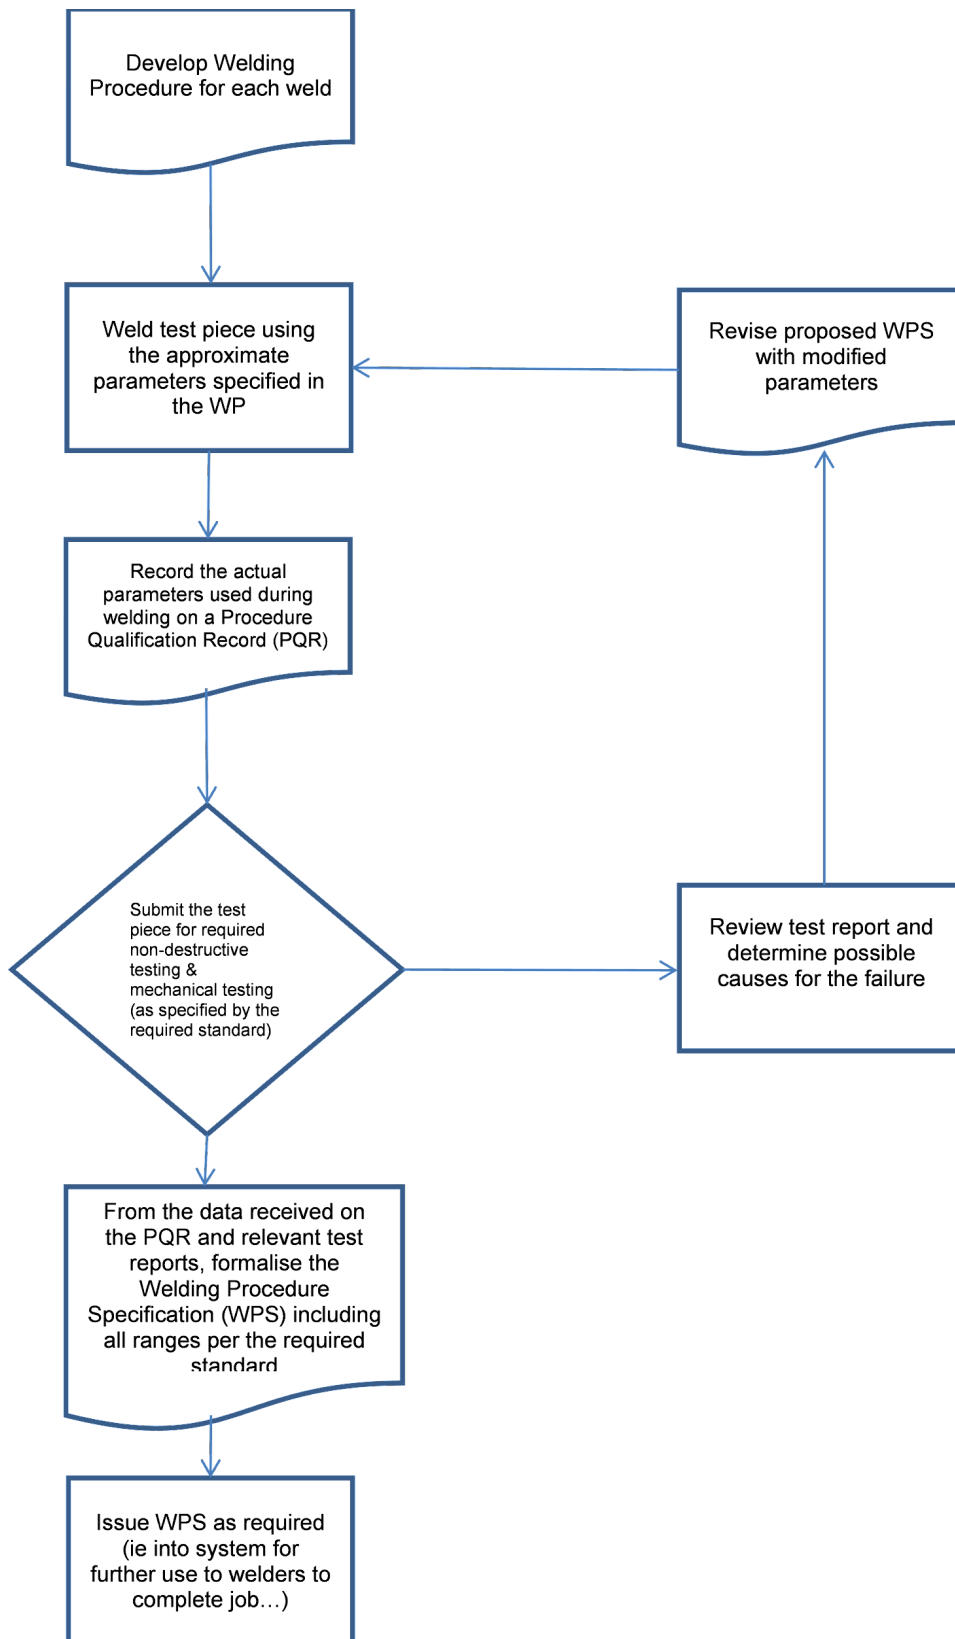 Develop Welding
Procedure for each weld
Weld test piece using
the approximate
parameters specified in
the WP
Revise proposed WPS
with modified
parameters
Record the actual
parameters used during
welding on a Procedure
Qualification Record (PQR)
Submit the test
piece for required
non-destructive
testing &
mechanical testing
(as specified by the
required standard)
Review test report and
determine possible
causes for the failure
From the data received on
the PQR and relevant test
reports, formalise the
Welding Procedure
Specification (WPS) including
all ranges per the required
standard
Issue WPS as required
(ie into system for
further use to welders to
complete job…)